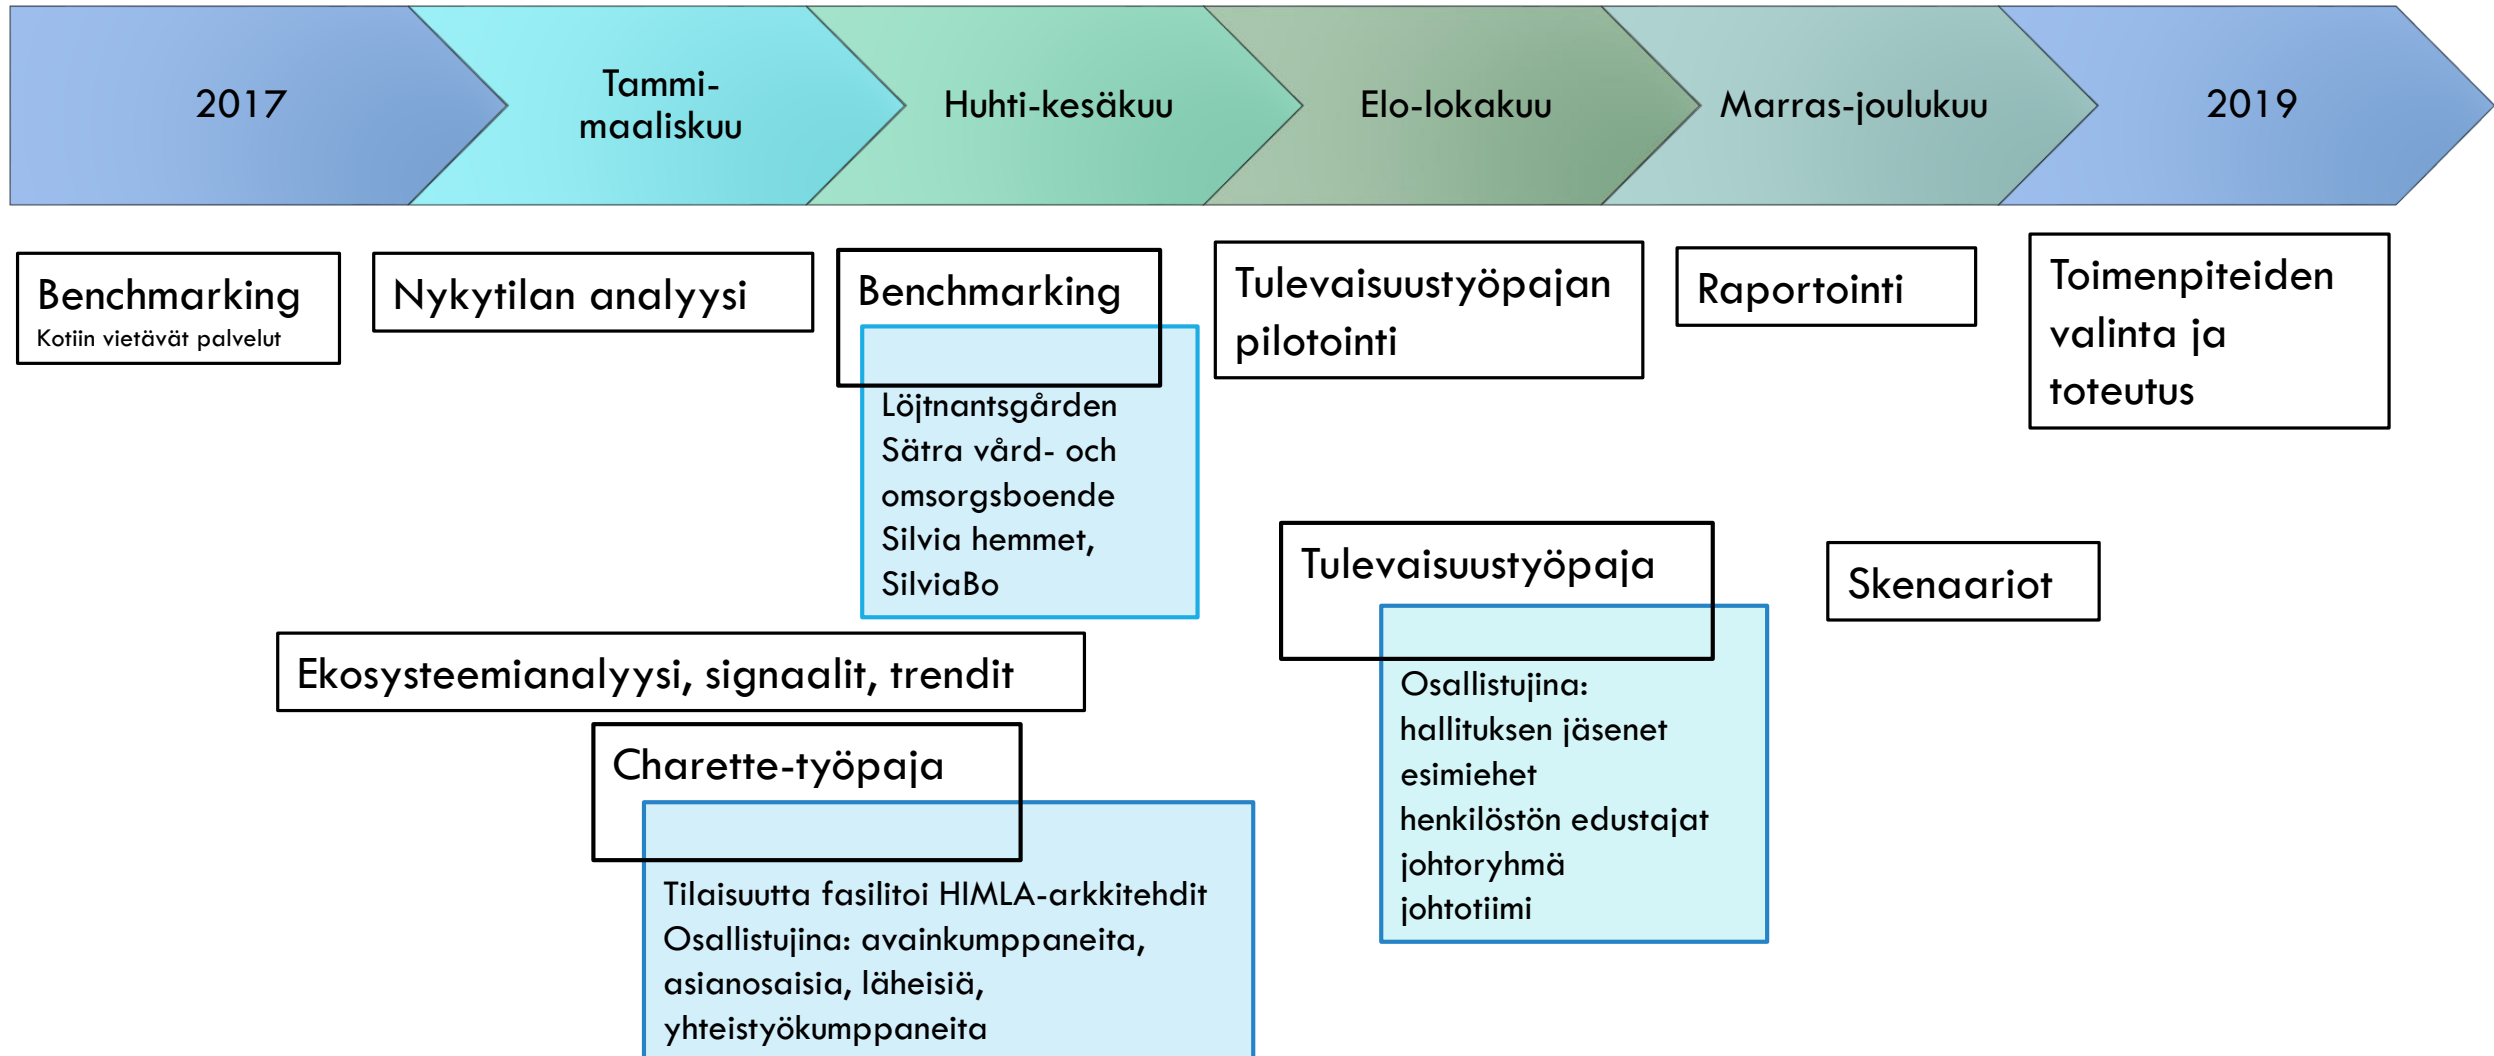 2017
Tammi-
maaliskuu
Huhti-kesäkuu
Elo-lokakuu
Marras-joulukuu
2019
Benchmarking
Kotiin vietävät palvelut
Nykytilan analyysi
Benchmarking
Löjtnantsgården
Sätra vård- och
omsorgsboende
Silvia hemmet,
SilviaBo
Tulevaisuustyöpajan
pilotointi
Raportointi
Toimenpiteiden
valinta ja
toteutus
Tulevaisuustyöpaja
Osallistujina:
hallituksen jäsenet
esimiehet
henkilöstön edustajat
johtoryhmä
johtotiimi
Skenaariot
Ekosysteemianalyysi, signaalit, trendit
Charette-työpaja
Tilaisuutta fasilitoi HIMLA-arkkitehdit
Osallistujina: avainkumppaneita,
asianosaisia, läheisiä,
yhteistyökumppaneita